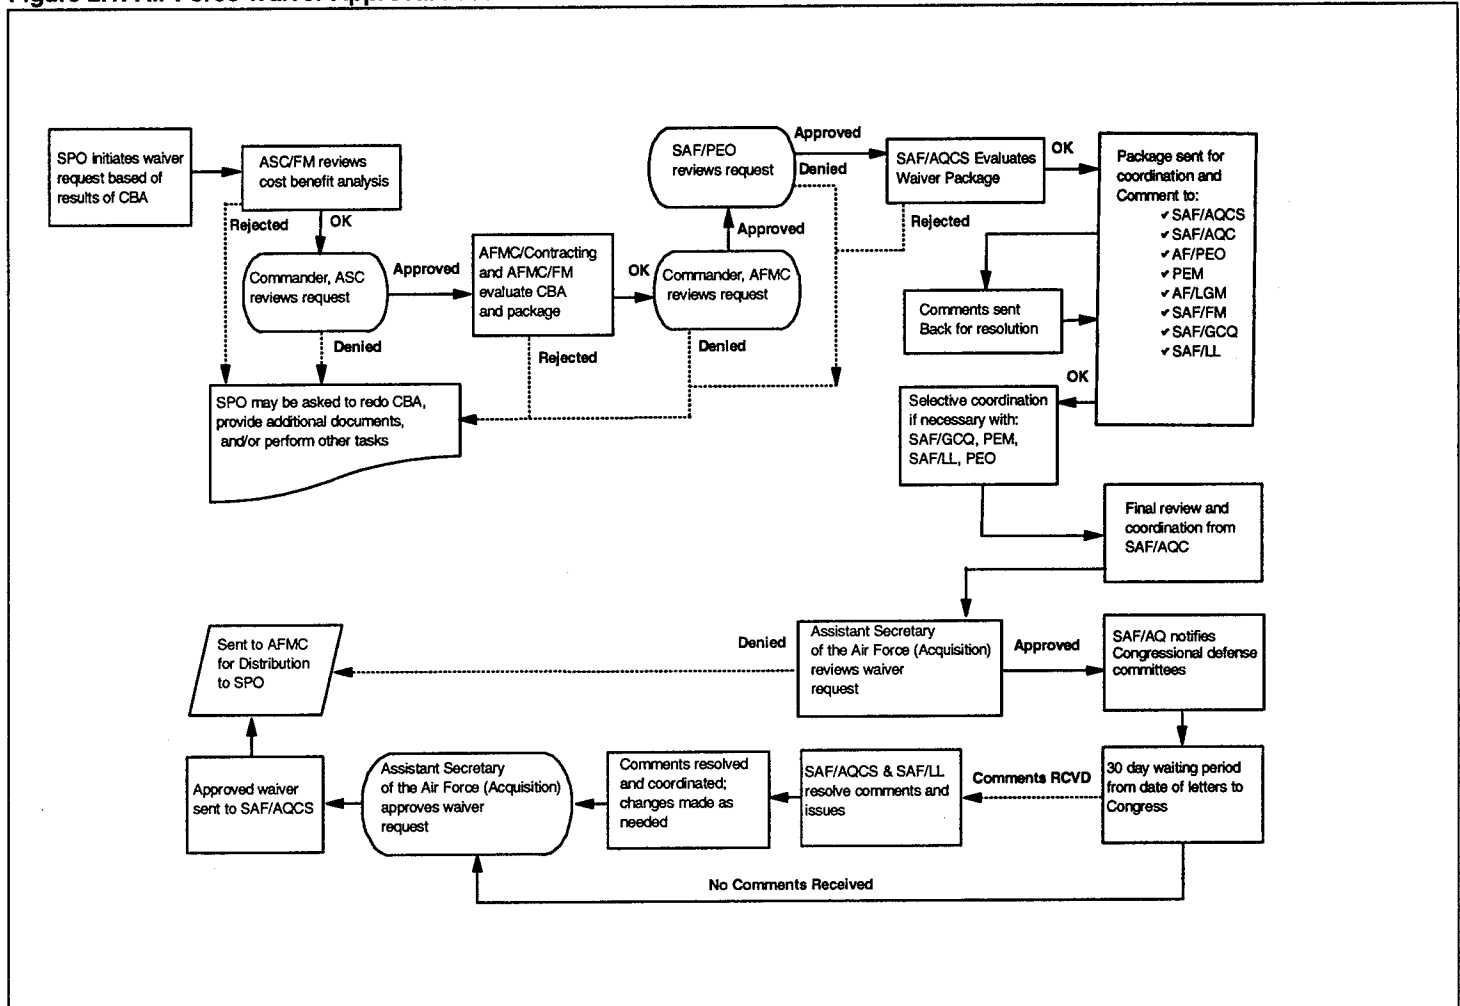 SPO initiates waiver
request based of
results of CBA
ASC/FM reviews
cost benefit analysis
Rejected
OK
Commander, ASC
reviews request
Approved
Denied
AFMC/Contracting
and AFMC/FM
evaluate CBA
and package
OK
Rejected
Commander, AFMC
reviews request
Approved
Denied
SAF/PEO
reviews request
Approved
Denied
SAF/AQCS Evaluates
Waiver Package
OK
Rejected
Package sent for
coordination and
Comment to:
✓ SAF/AQCS
✓ SAF/AQC
✓ AF/PEO
✓ PEM
✓ AF/LGM
✓ SAF/FM
✓ SAF/GCQ
✓ SAF/LL
Comments sent
Back for resolution
OK
SPO may be asked to redo CBA,
provide additional documents,
and/or perform other tasks
Selective coordination
if necessary with:
SAF/GCQ, PEM,
SAF/LL, PEO
Final review and
coordination from
SAF/AQC
Assistant Secretary
of the Air Force (Acquisition)
reviews waiver
request
Denied
Approved
Sent to AFMC
for Distribution
to SPO
SAF/AQ notifies
Congressional defense
committees
30 day waiting period
from date of letters to
Congress
Comments RCVD
SAF/AQCS & SAF/LL
resolve comments and
issues
Comments resolved
and coordinated;
changes made as
needed
Assistant Secretary
of the Air Force (Acquisition)
approves waiver
request
Approved waiver
sent to SAF/AQCS
No Comments Received